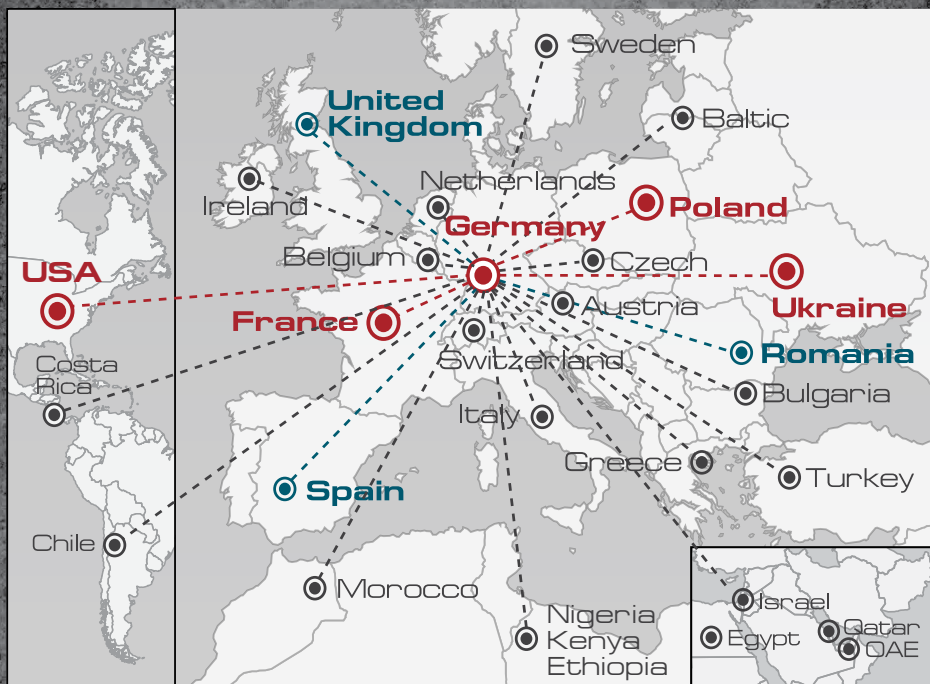 Sweden
United
Kingdom
Baltic
Netherlands
Ireland
Poland
Germany
Belgium
Czech
USA
Ukraine
Austria
France
Switzerland
Romania
Costa
Rica
Bulgaria
Italy
Greece
Turkey
Spain
Chile
Morocco
Nigeria
Kenya
Ethiopia
Israel
Egypt
Qatar
OAE